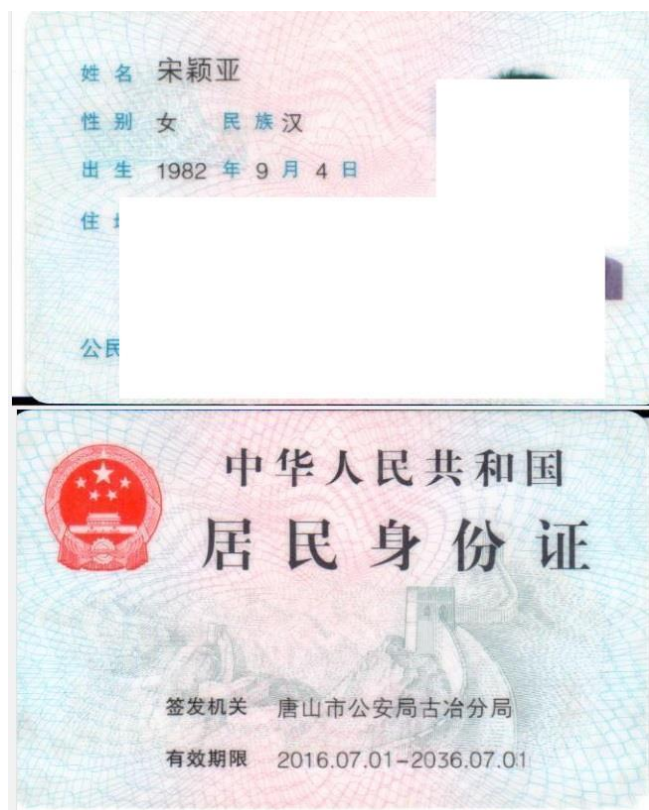 姓名 宋颖亚
性别 女 民族 汉
出生 1982 年 9 月 4 日
住
公民
中华人民共和国
居民身份证
签发机关 唐山市公安局古冶分局
有效期限 2016.07.01-2036.07.01